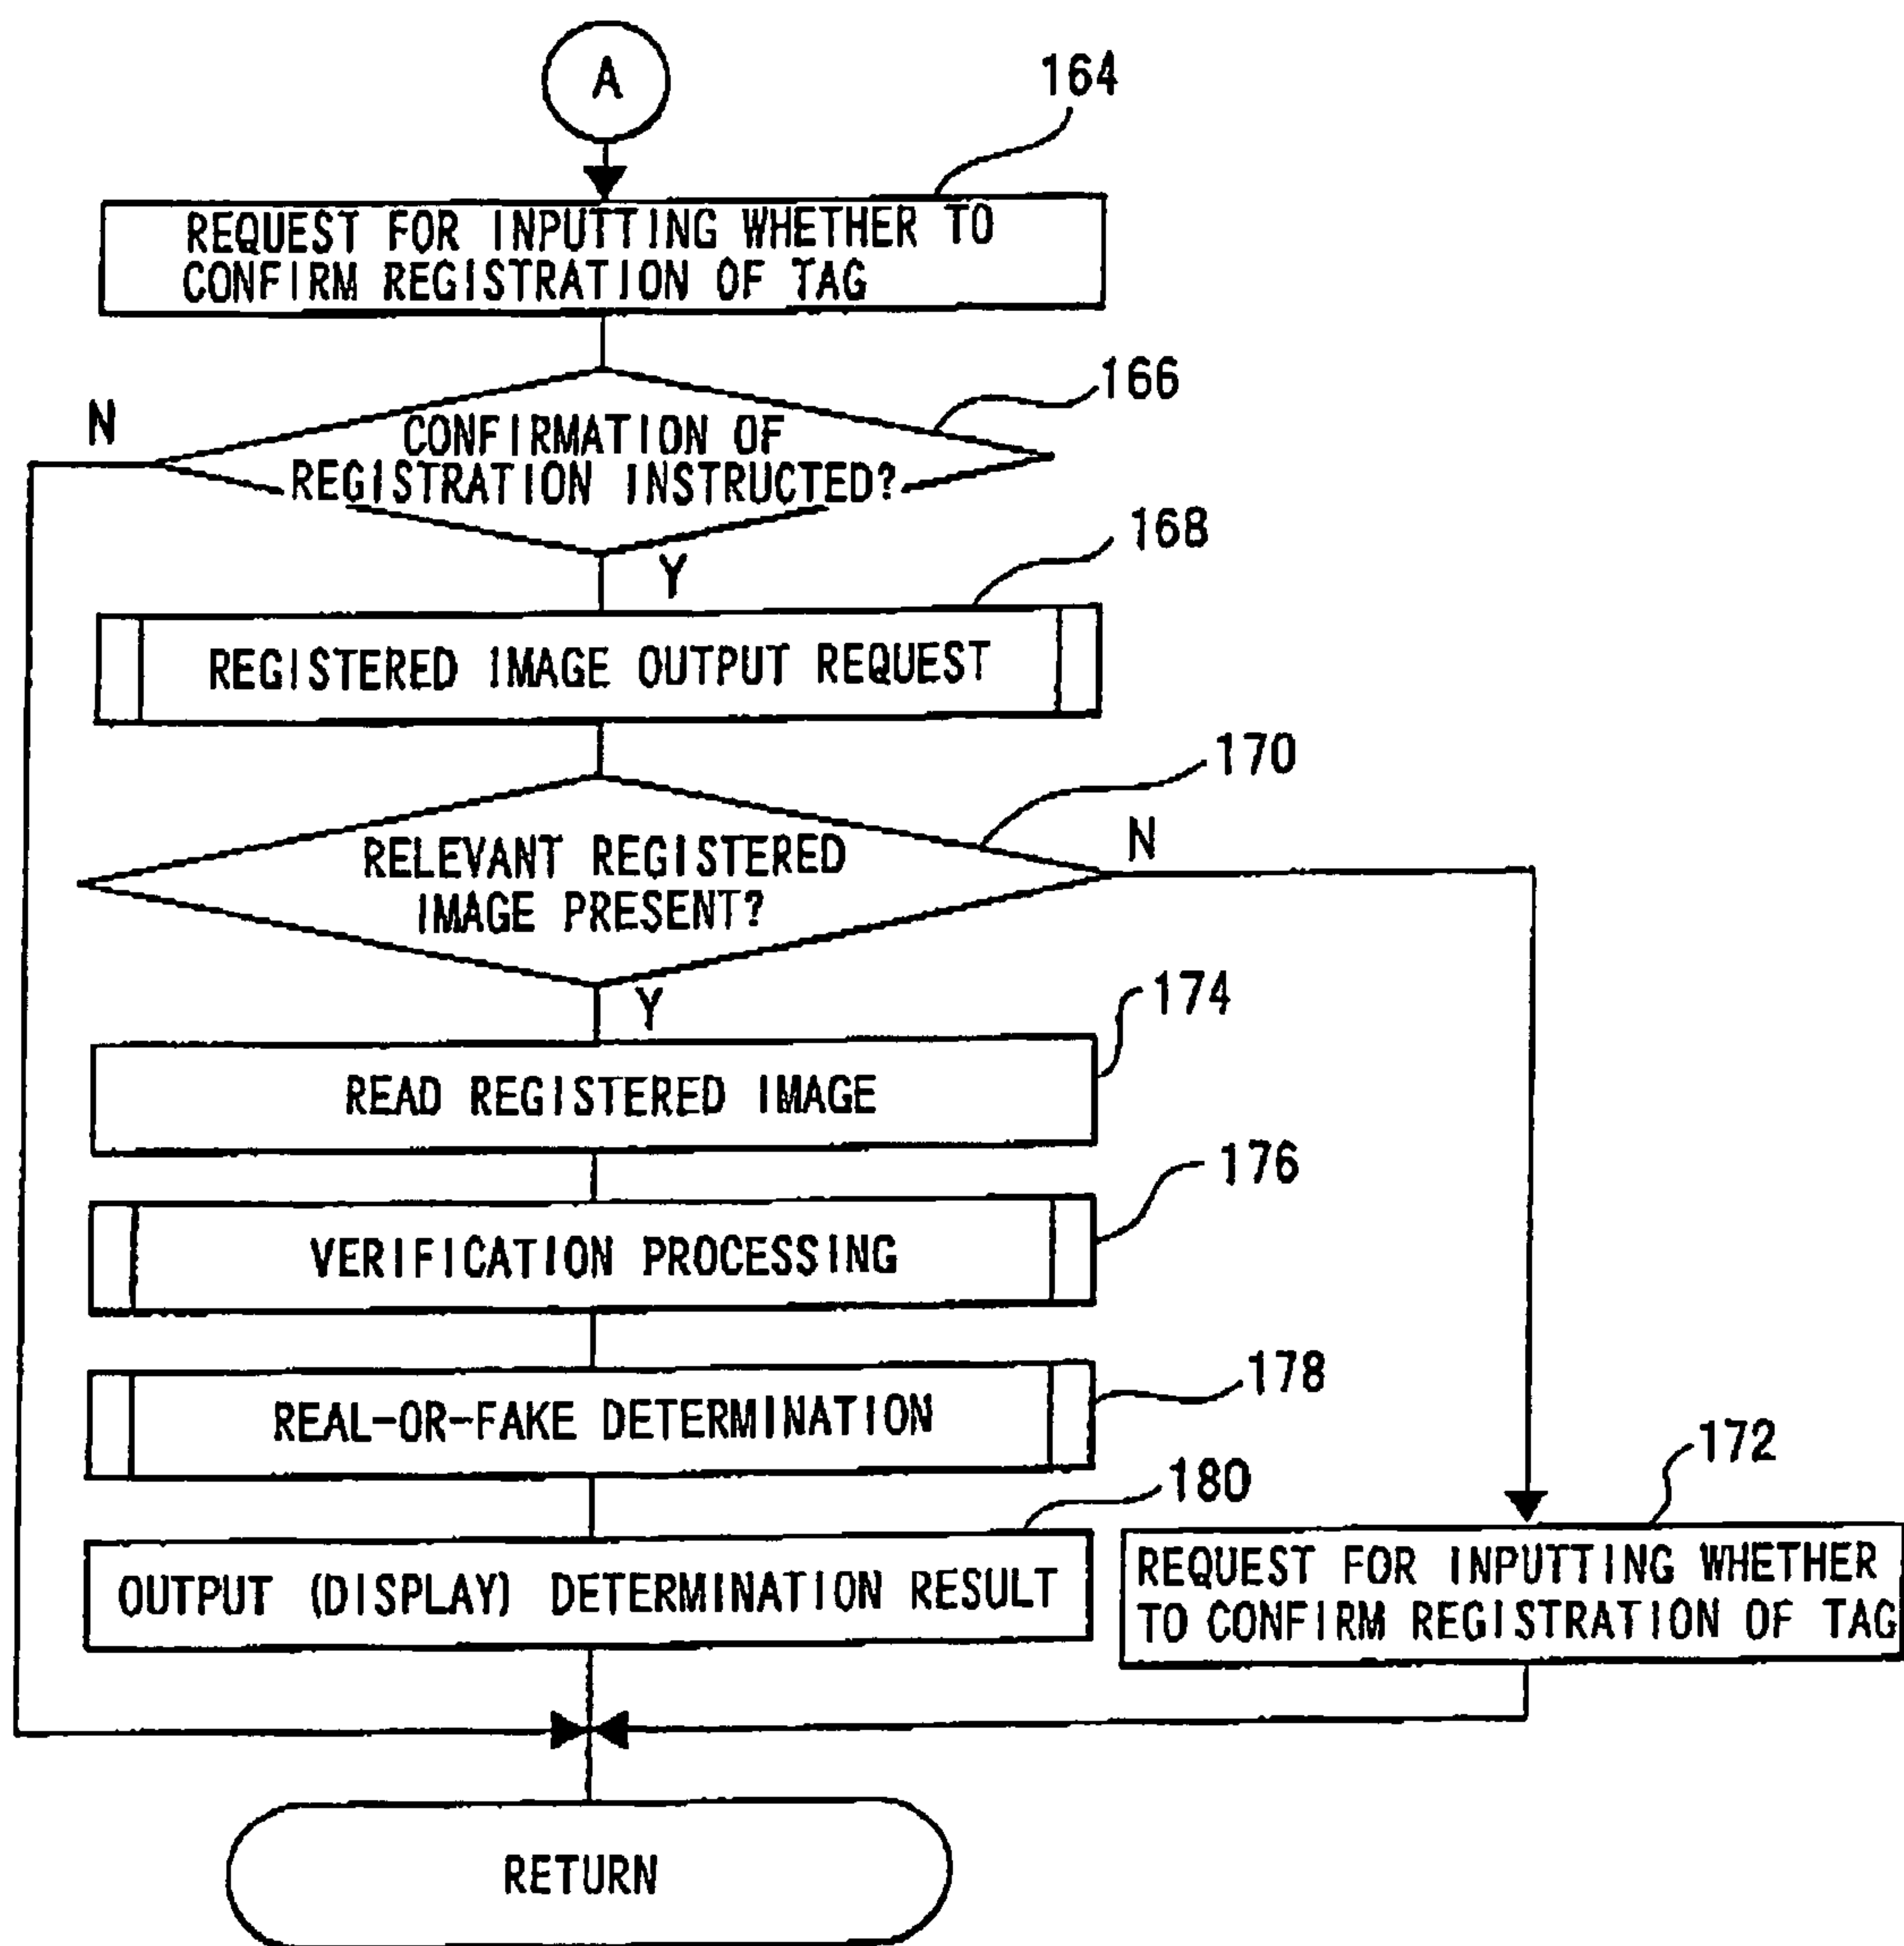 A
164
REQUEST FOR INPUTTING WHETHER TO
CONFIRM REGISTRATION OF TAG
166
N
CONFIRMATION OF
REGISTRATION INSTRUCTED?
Y
168
REGISTERED IMAGE OUTPUT REQUEST
170
RELEVANT REGISTERED
IMAGE PRESENT?
N
Y
174
READ REGISTERED IMAGE
176
VERIFICATION PROCESSING
178
REAL-OR-FAKE DETERMINATION
180
OUTPUT (DISPLAY) DETERMINATION RESULT
172
REQUEST FOR INPUTTING WHETHER
TO CONFIRM REGISTRATION OF TAG
RETURN